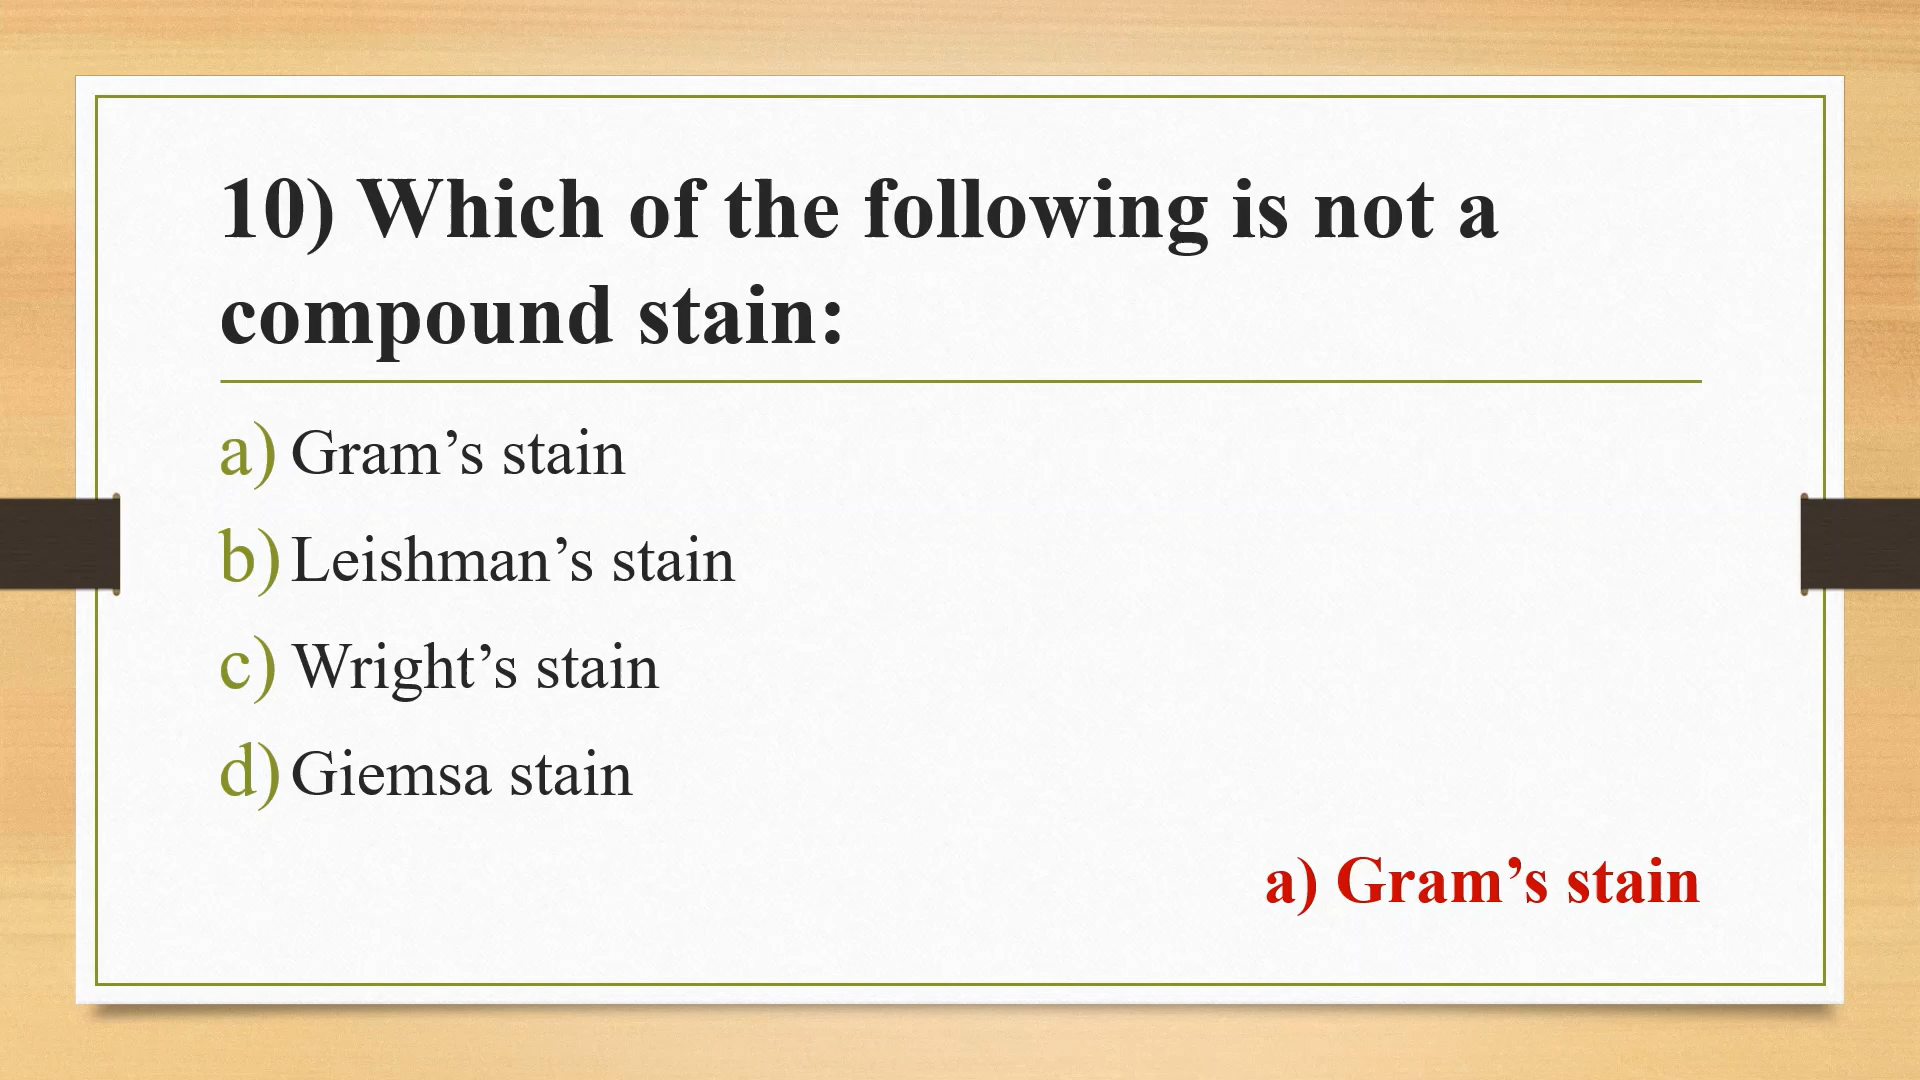 10) Which of the following is not a
compound stain:
a) Gram’s stain
b) Leishman’s stain
c) Wright’s stain
d) Giemsa stain
a) Gram’s stain